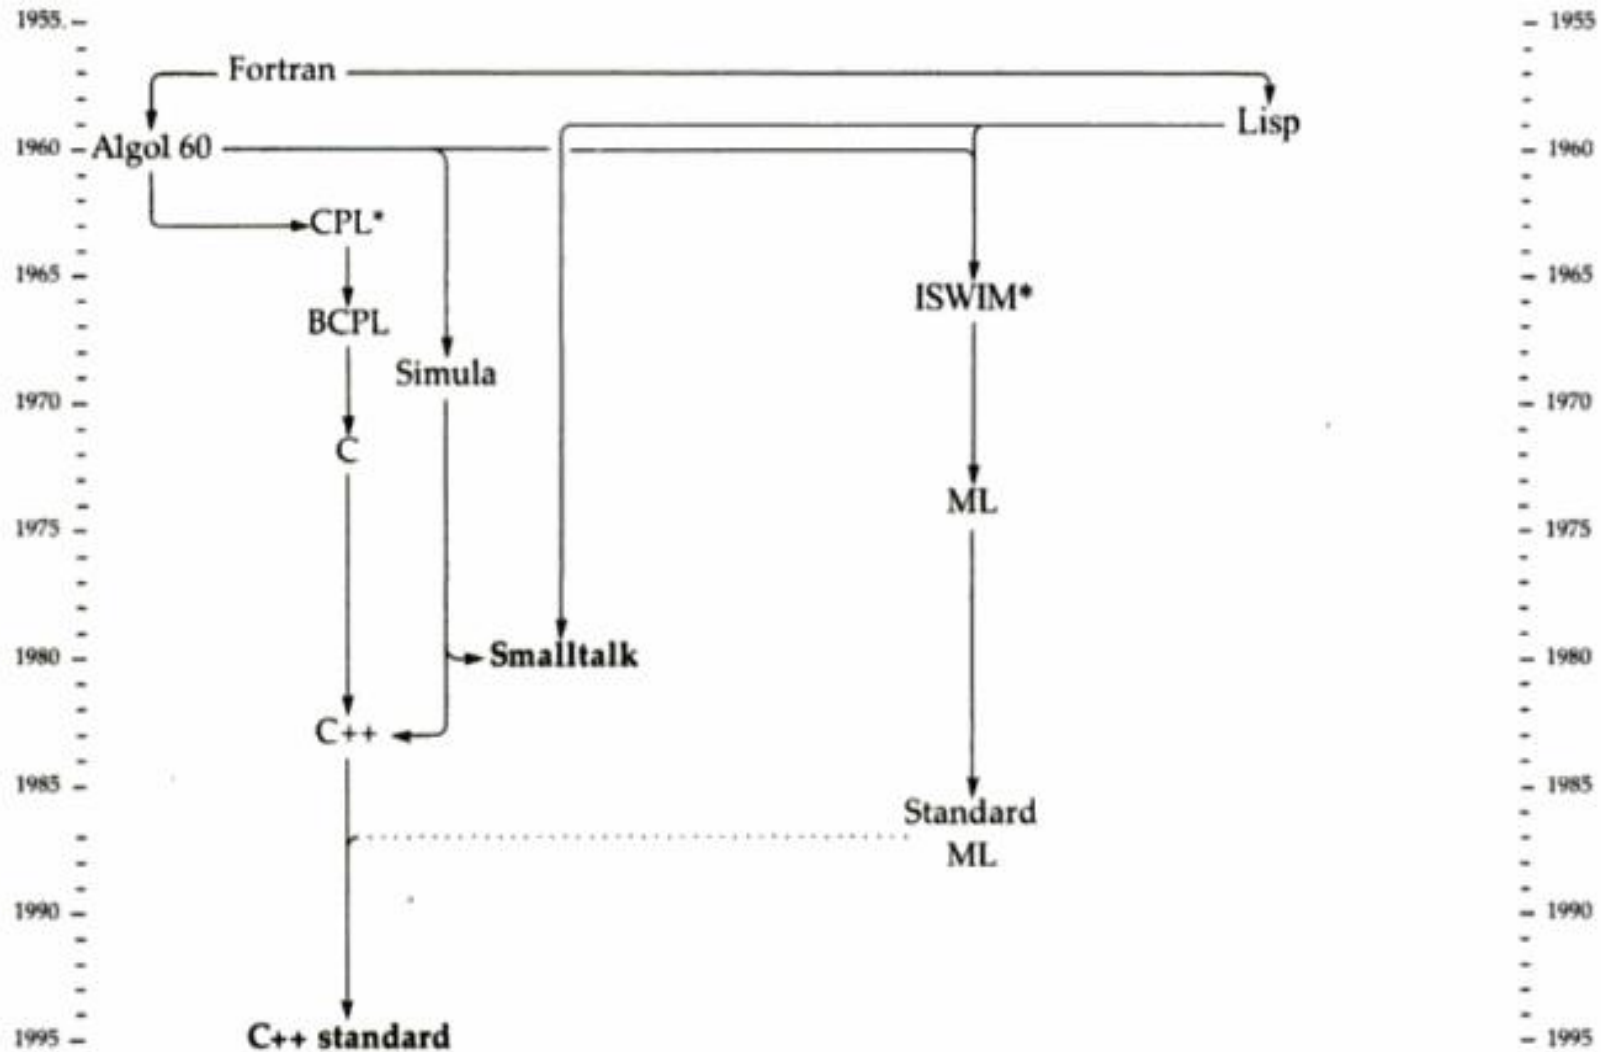 1955. 1955
Fortran
Lisp
1960 Algol 60 1960
CPL*
1965 1965
ISWIM*
BCPL
Simula
1970 1970
C
ML
1975 1975
1980 Smalltalk 1980
C++
1985 1985
Standard
ML
1990 1990
1995 C++ standard 1995